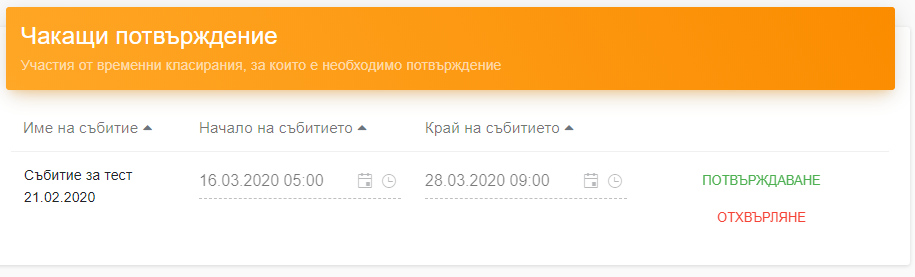 Чакащи потвърждение
Участия от временни класирания, за които е необходимо потвърждение
Име на събитие Начало на събитието Край на събитието
Събитие за тест
21.02.2020
16.03.2020 05:00 28.03.2020 09:00 ПОТВЪРЖДАВАНЕ
ОТХВЪРЛЯНЕ